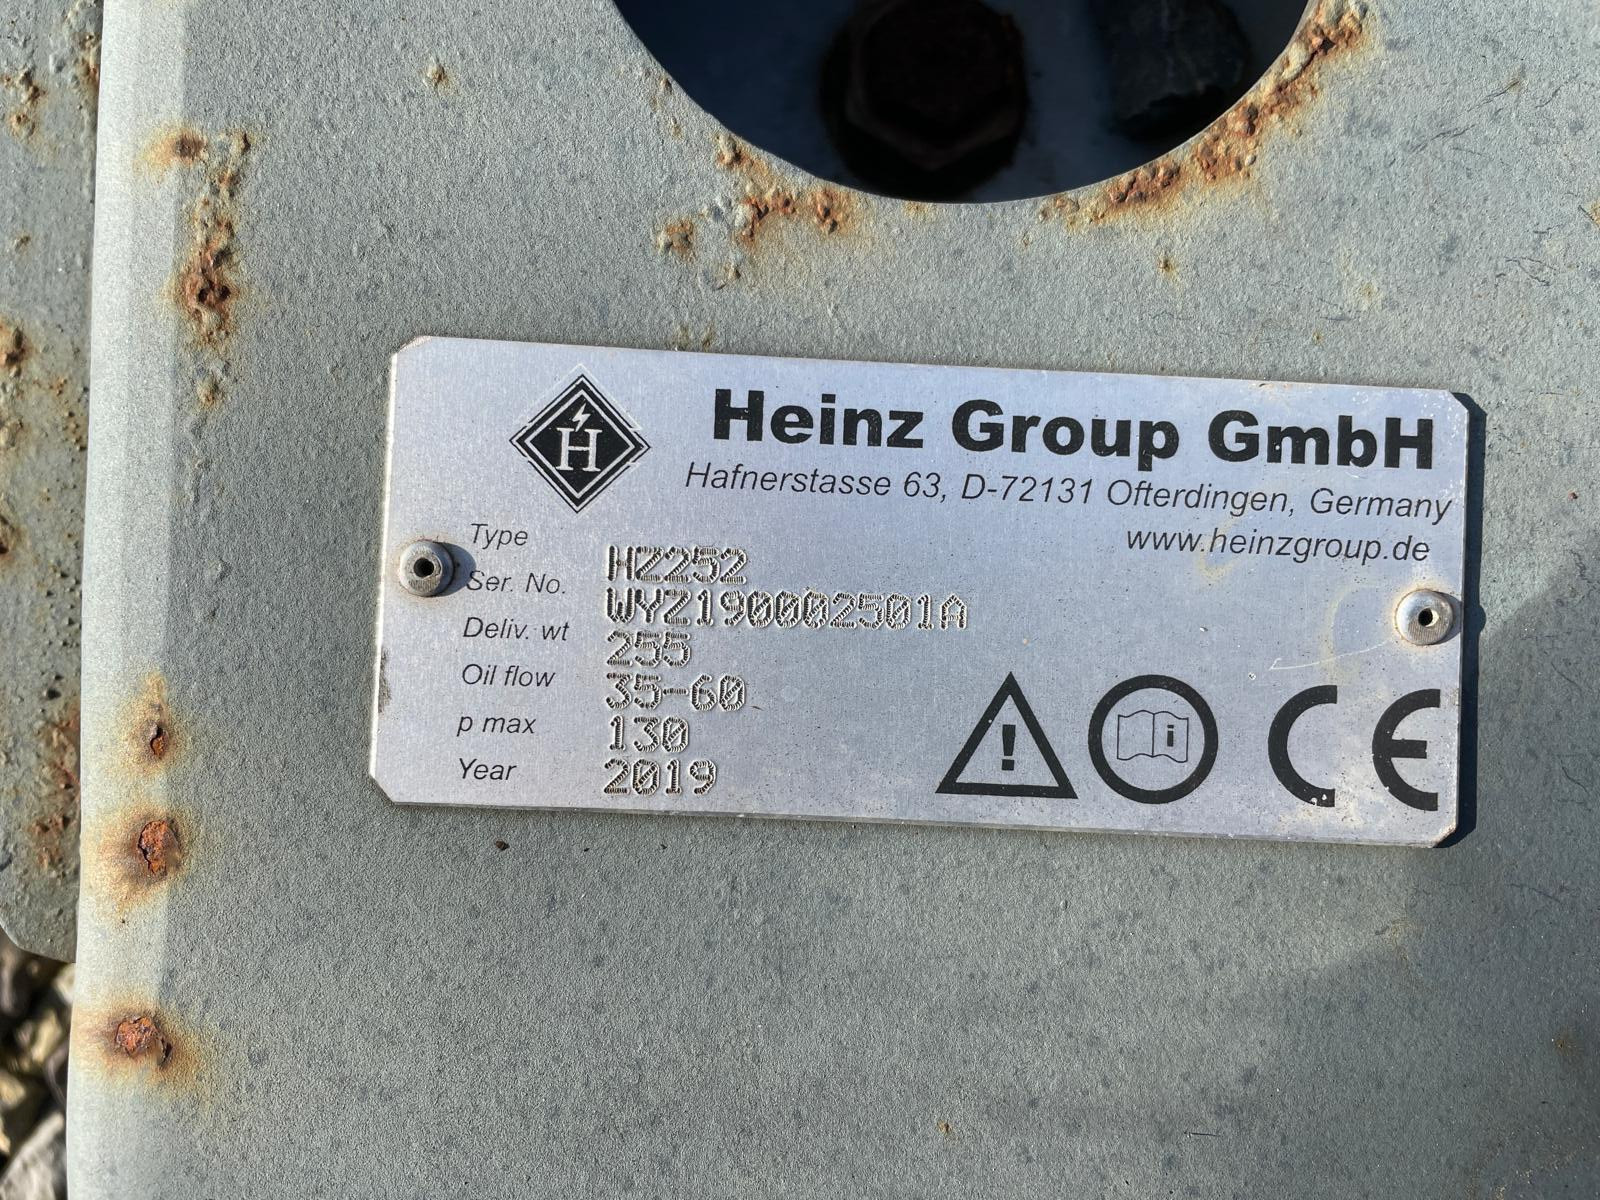 H
Heinz Group GmbH
Hafnerstasse 63, D-72131 Ofterdingen, Germany
www.heinzgroup.de
Type HZ252
Ser. No. WYZ1900002501A
Deliv. wt 255
Oil flow 35-60
p max 130
Year 2019
! i CE